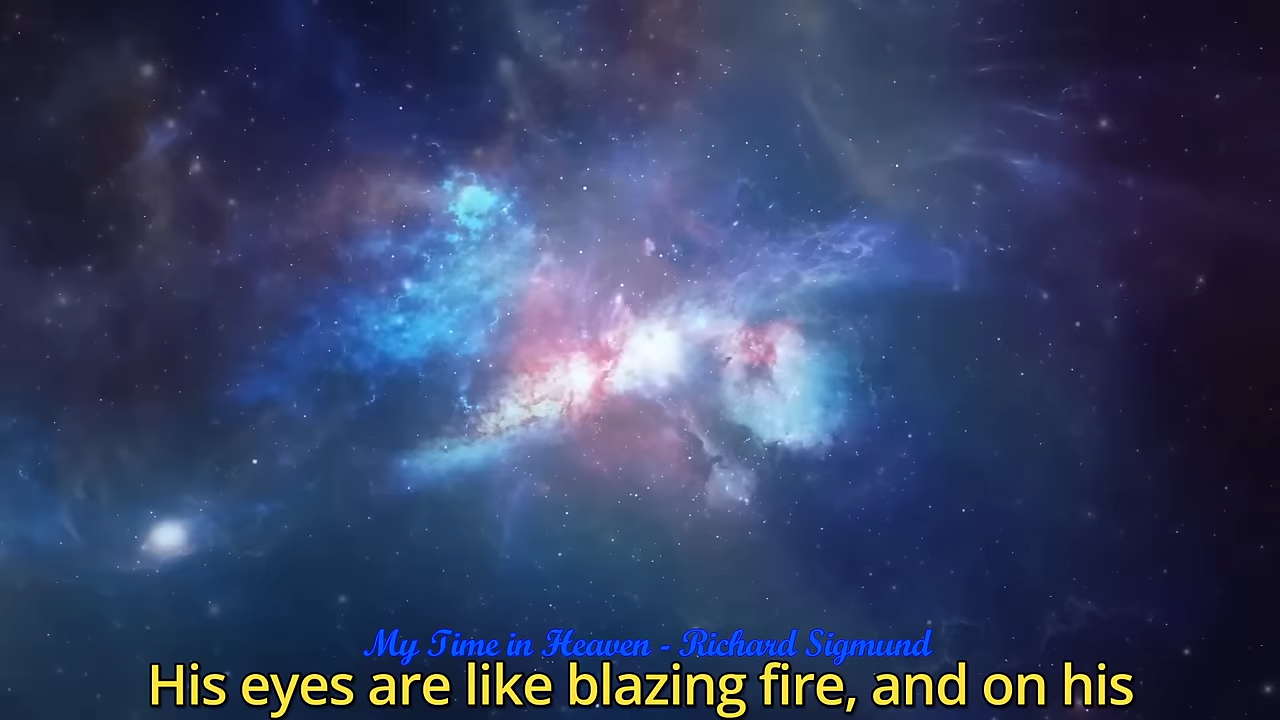 My Time in Heaven - Richard Sigmund
His eyes are like blazing fire, and on his